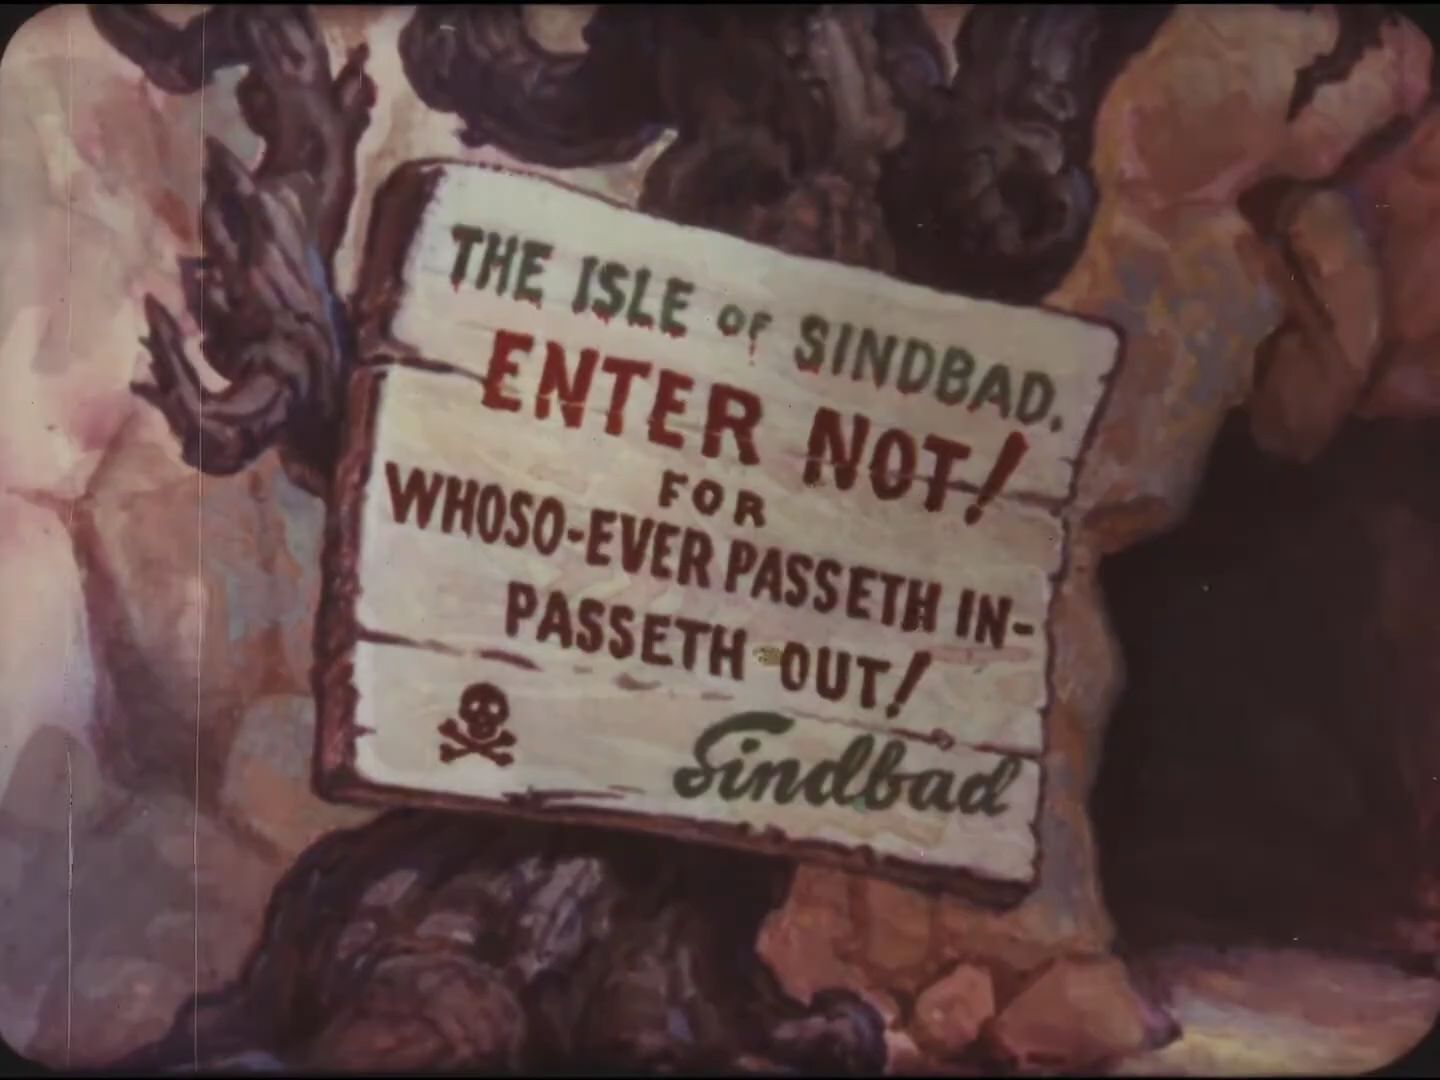 THE ISLE OF SINDBAD.
ENTER NOT!
FOR
WHOSO-EVER PASSETH IN-
PASSETH OUT!
Sindbad